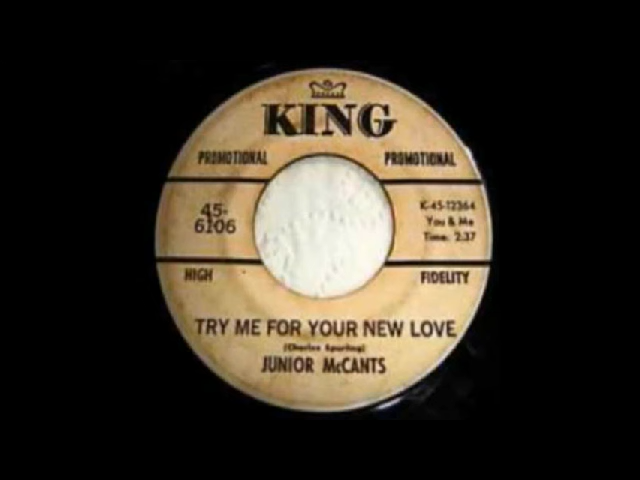 KING
PROMOTIONAL PROMOTIONAL
45-
6106
K-45-12364
You & Me
Time: 2:37
HIGH FIDELITY
TRY ME FOR YOUR NEW LOVE
(Charles Spurling)
JUNIOR McCANTS